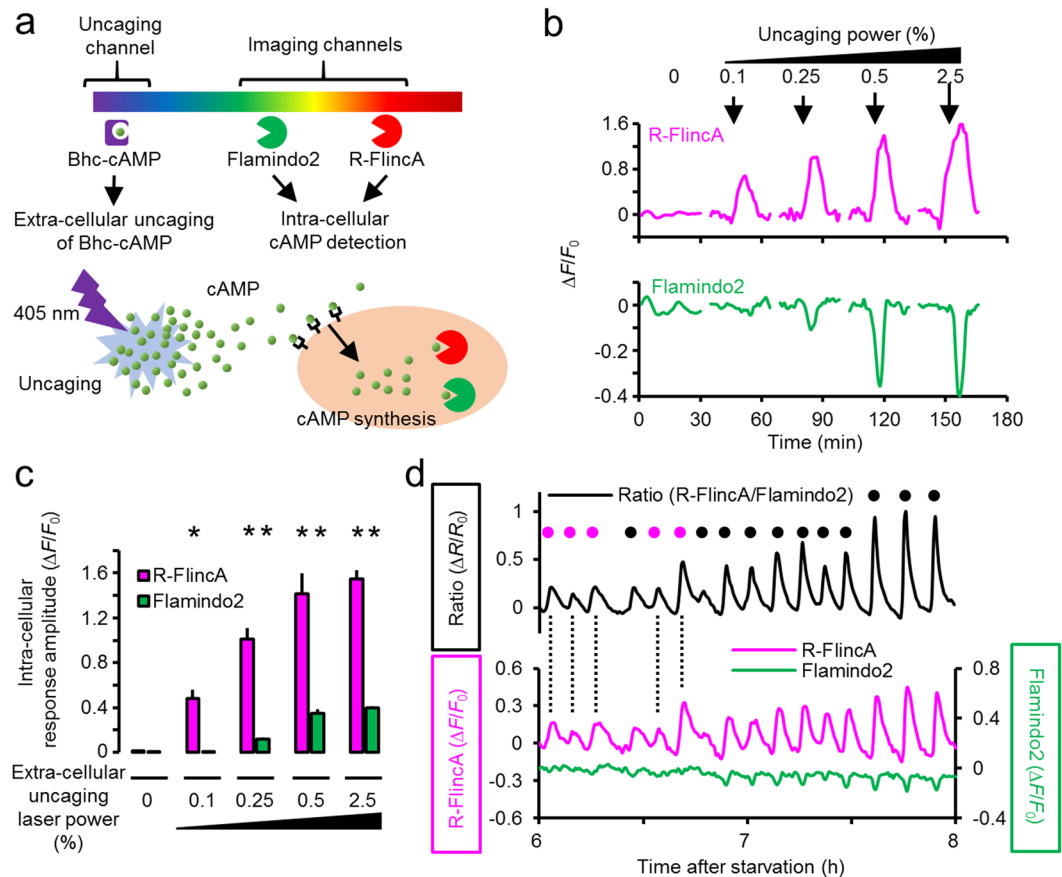 a
Uncaging
channel
Imaging channels
Bhc-cAMP
Flamindo2
R-FlincA
Extra-cellular uncaging
of Bhc-cAMP
Intra-cellular
cAMP detection
405 nm
cAMP
Uncaging
cAMP synthesis
b
Uncaging power (%)
0 0.1 0.25 0.5 2.5
R-FlincA
1.6
0.8
0
Flamindo2
0
-0.2
-0.4
ΔF/F0
0 30 60 90 120 150 180
Time (min)
c
Intra-cellular
response amplitude (ΔF/F0)
* ** ** **
R-FlincA
Flamindo2
1.6
1.2
0.8
0.4
0
Extra-cellular
uncaging
laser power
(%)
0 0.1 0.25 0.5 2.5
d
Ratio (ΔR/R0)
Ratio (R-FlincA/Flamindo2)
1
0.5
0
R-FlincA (ΔF/F0)
R-FlincA
Flamindo2
0.6
0.3
0
-0.3
-0.6
0.8
0.4
0
-0.4
Flamindo2 (ΔF/F0)
6 7 8
Time after starvation (h)